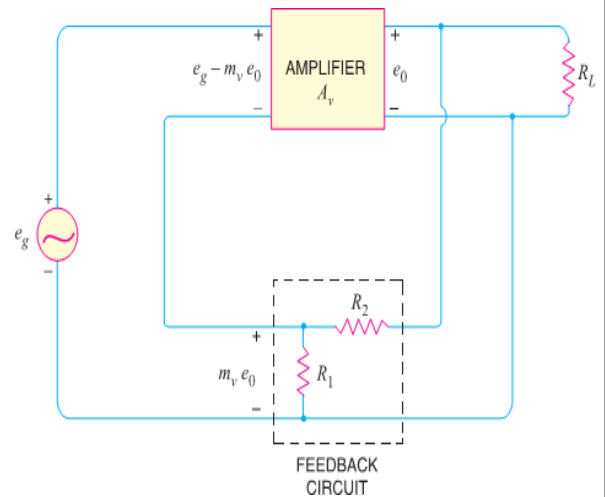 + +
e_g – m_v e_0 AMPLIFIER e_0 R_L
A_v
– –
+
e_g
–
R_2
+
m_v e_0 R_1
–
FEEDBACK
CIRCUIT